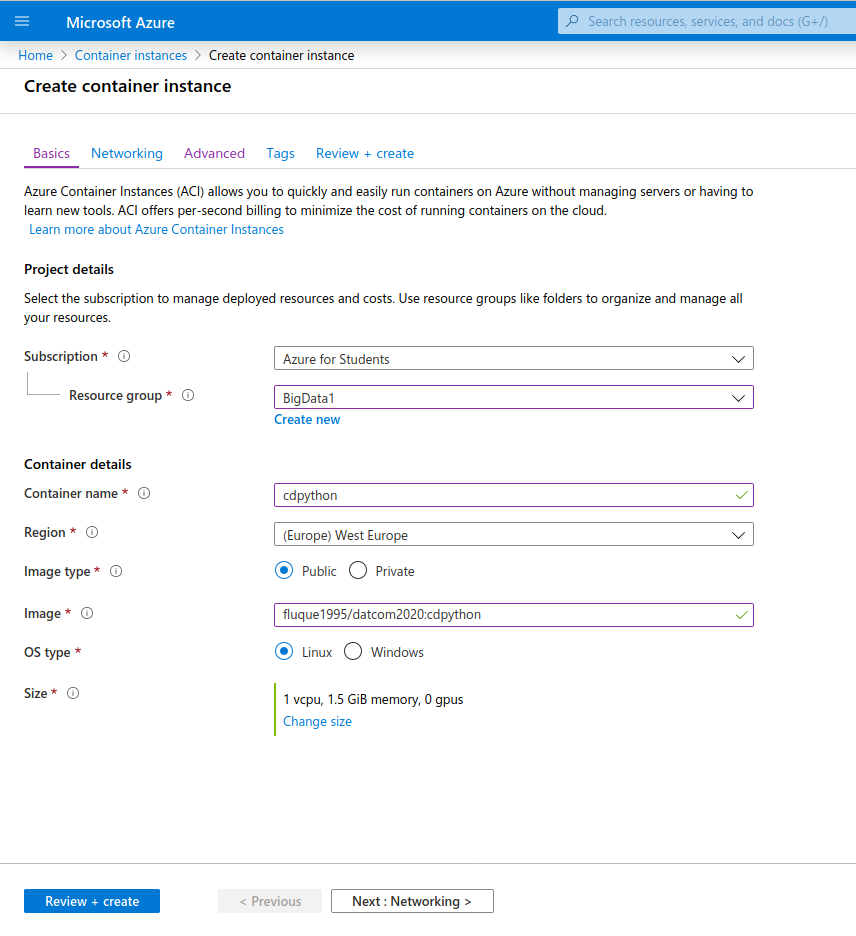 Microsoft Azure
Search resources, services, and docs (G+/)
Home > Container instances > Create container instance
Create container instance
Basics Networking Advanced Tags Review + create
Azure Container Instances (ACI) allows you to quickly and easily run containers on Azure without managing servers or having to
learn new tools. ACI offers per-second billing to minimize the cost of running containers on the cloud.
Learn more about Azure Container Instances
Project details
Select the subscription to manage deployed resources and costs. Use resource groups like folders to organize and manage all
your resources.
Subscription * Azure for Students
Resource group * BigData1
Create new
Container details
Container name * cdpython
Region * (Europe) West Europe
Image type * Public Private
Image * fluque1995/datcom2020:cdpython
OS type * Linux Windows
Size * 1 vcpu, 1.5 GiB memory, 0 gpus
Change size
Review + create < Previous Next : Networking >